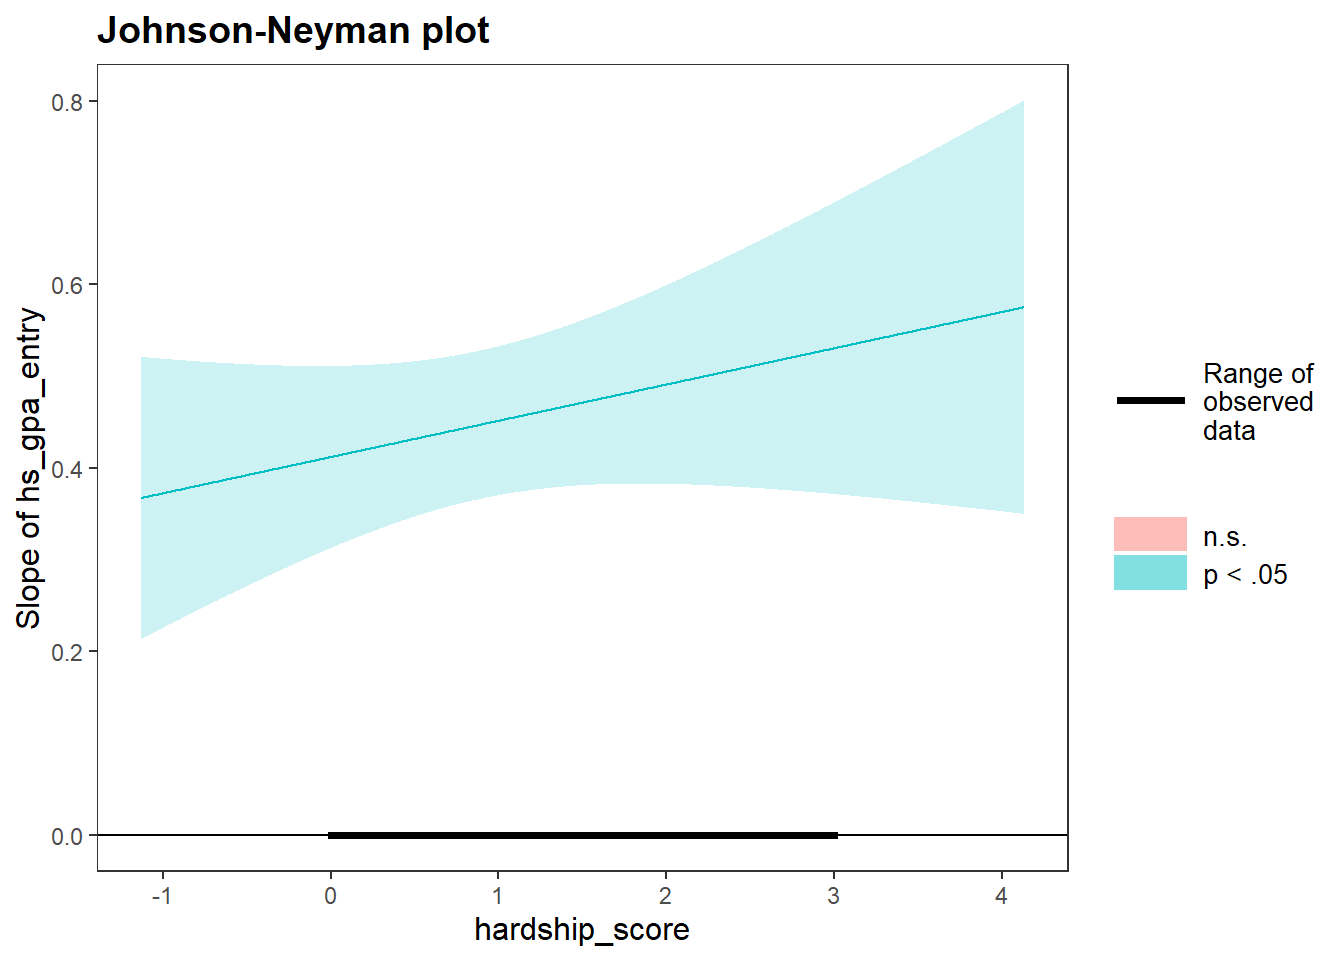 Johnson-Neyman plot
0.8
0.6
0.4
0.2
0.0
Slope of hs_gpa_entry
-1
0
1
2
3
4
hardship_score
Range of
observed
data
n.s.
p < .05